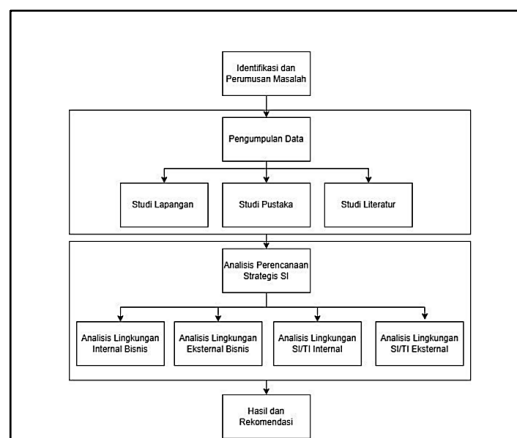 Identifikasi dan
Perumusan Masalah
Pengumpulan Data
Studi Lapangan
Studi Pustaka
Studi Literatur
Analisis Perencanaan
Strategis SI
Analisis Lingkungan
Internal Bisnis
Analisis Lingkungan
Eksternal Bisnis
Analisis Lingkungan
SI/TI Internal
Analisis Lingkungan
SI/TI Eksternal
Hasil dan
Rekomendasi